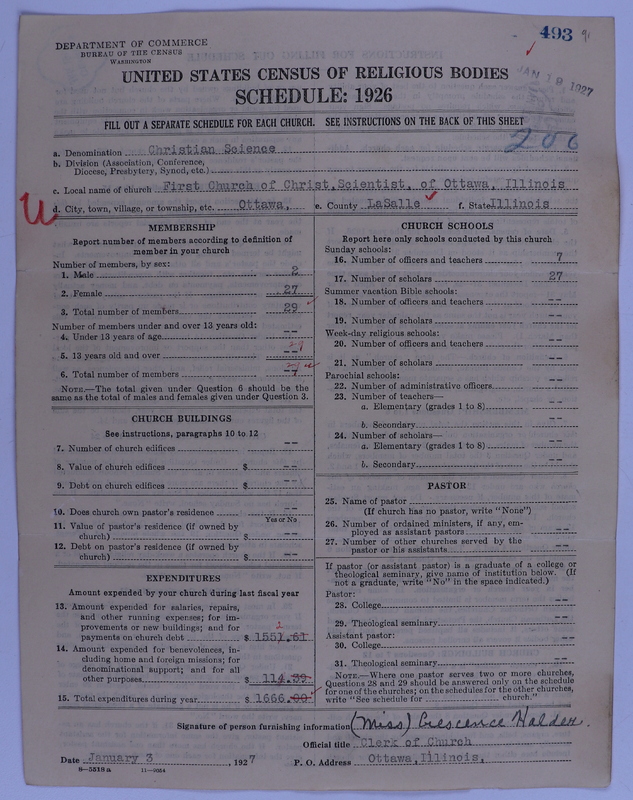 493
DEPARTMENT OF COMMERCE
BUREAU OF THE CENSUS
WASHINGTON
JAN 18 1927
UNITED STATES CENSUS OF RELIGIOUS BODIES
SCHEDULE: 1926
FILL OUT A SEPARATE SCHEDULE FOR EACH CHURCH. SEE INSTRUCTIONS ON THE BACK OF THIS SHEET
206
a. Denomination Christian Science
b. Division (Association, Conference,
Diocese, Presbytery, Synod, etc.)
c. Local name of church First Church of Christ, Scientist, of Ottawa, Illinois
d. City, town, village, or township, etc. Ottawa, e. County LaSalle f. State Illinois
MEMBERSHIP
Report number of members according to definition of
member in your church
Number of members, by sex:
1. Male 2
2. Female 27
3. Total number of members 29
Number of members under and over 13 years old:
4. Under 13 years of age --
5. 13 years old and over -- 29
6. Total number of members -- 29
NOTE.—The total given under Question 6 should be the
same as the total of males and females given under Question 3.
CHURCH BUILDINGS
See instructions, paragraphs 10 to 12
7. Number of church edifices --
8. Value of church edifices $ --
9. Debt on church edifices $ --
10. Does church own pastor's residence --
Yes or No
11. Value of pastor's residence (if owned by
church) $ --
12. Debt on pastor's residence (if owned by
church) $ --
EXPENDITURES
Amount expended by your church during last fiscal year
13. Amount expended for salaries, repairs,
and other running expenses; for im-
provements or new buildings; and for
payments on church debt $ 1551.61
2
14. Amount expended for benevolences, in-
cluding home and foreign missions; for
denominational support; and for all
other purposes $ 114.39
15. Total expenditures during year $ 1666.00
CHURCH SCHOOLS
Report here only schools conducted by this church
Sunday schools:
16. Number of officers and teachers 7
17. Number of scholars 27
Summer vacation Bible schools:
18. Number of officers and teachers --
19. Number of scholars --
Week-day religious schools:
20. Number of officers and teachers --
21. Number of scholars --
Parochial schools:
22. Number of administrative officers --
23. Number of teachers—
a. Elementary (grades 1 to 8) --
b. Secondary --
24. Number of scholars—
a. Elementary (grades 1 to 8) --
b. Secondary --
PASTOR
25. Name of pastor
(If church has no pastor, write "None")
26. Number of ordained ministers, if any, em-
ployed as assistant pastors --
27. Number of other churches served by the
pastor or his assistants --
If pastor (or assistant pastor) is a graduate of a college or
theological seminary, give name of institution below. (If
not a graduate, write "No" in the space indicated.)
Pastor:
28. College --
29. Theological seminary --
Assistant pastor:
30. College --
31. Theological seminary --
NOTE.—Where one pastor serves two or more churches,
Questions 28 and 29 should be answered only on the schedule
for one of the churches; on the schedules for the other churches,
write "See schedule for church."
Signature of person furnishing information (Miss) Crescence Halder.
Official title Clerk of Church
Date January 3, 1927 P. O. Address Ottawa, Illinois,
8—5518a 11—9054